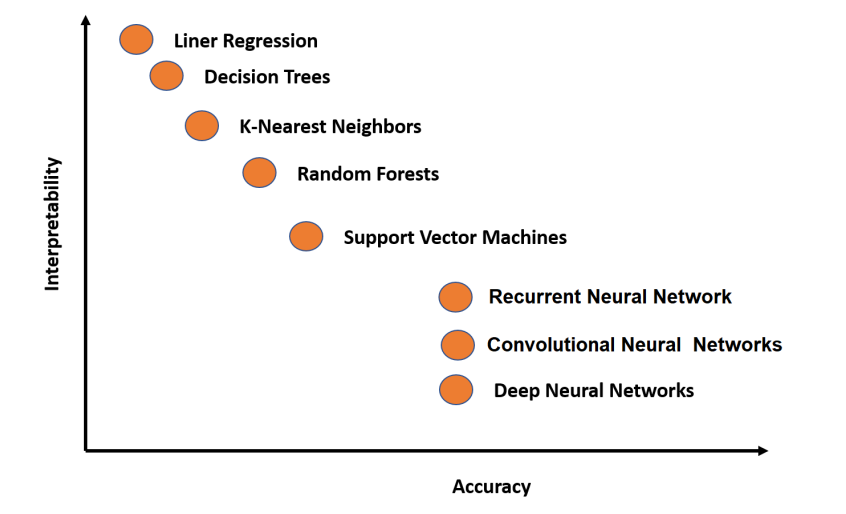 Liner Regression
Decision Trees
K-Nearest Neighbors
Random Forests
Support Vector Machines
Recurrent Neural Network
Convolutional Neural  Networks
Deep Neural Networks
Interpretability
Accuracy